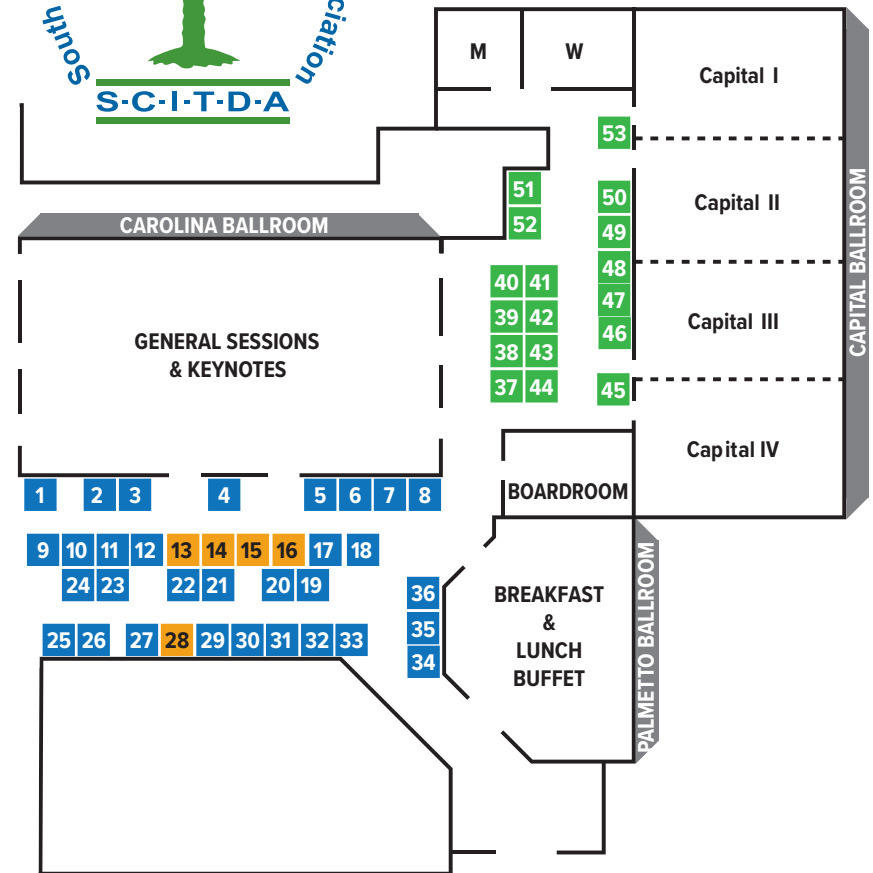 South
ciation
S-C-I-T-D-A
M
W
Capital I
53
51
50
Capital II
52
49
CAROLINA BALLROOM
CAPITAL BALLROOM
48
40 41
47
39 42
46
Capital III
GENERAL SESSIONS
& KEYNOTES
38 43
37 44
45
Capital IV
BOARDROOM
1 2 3 4 5 6 7 8
9 10 11 12 13 14 15 16 17 18
24 23 22 21 20 19
36
35
34
BREAKFAST
&
LUNCH
BUFFET
PALMETTO BALLROOM
25 26 27 28 29 30 31 32 33